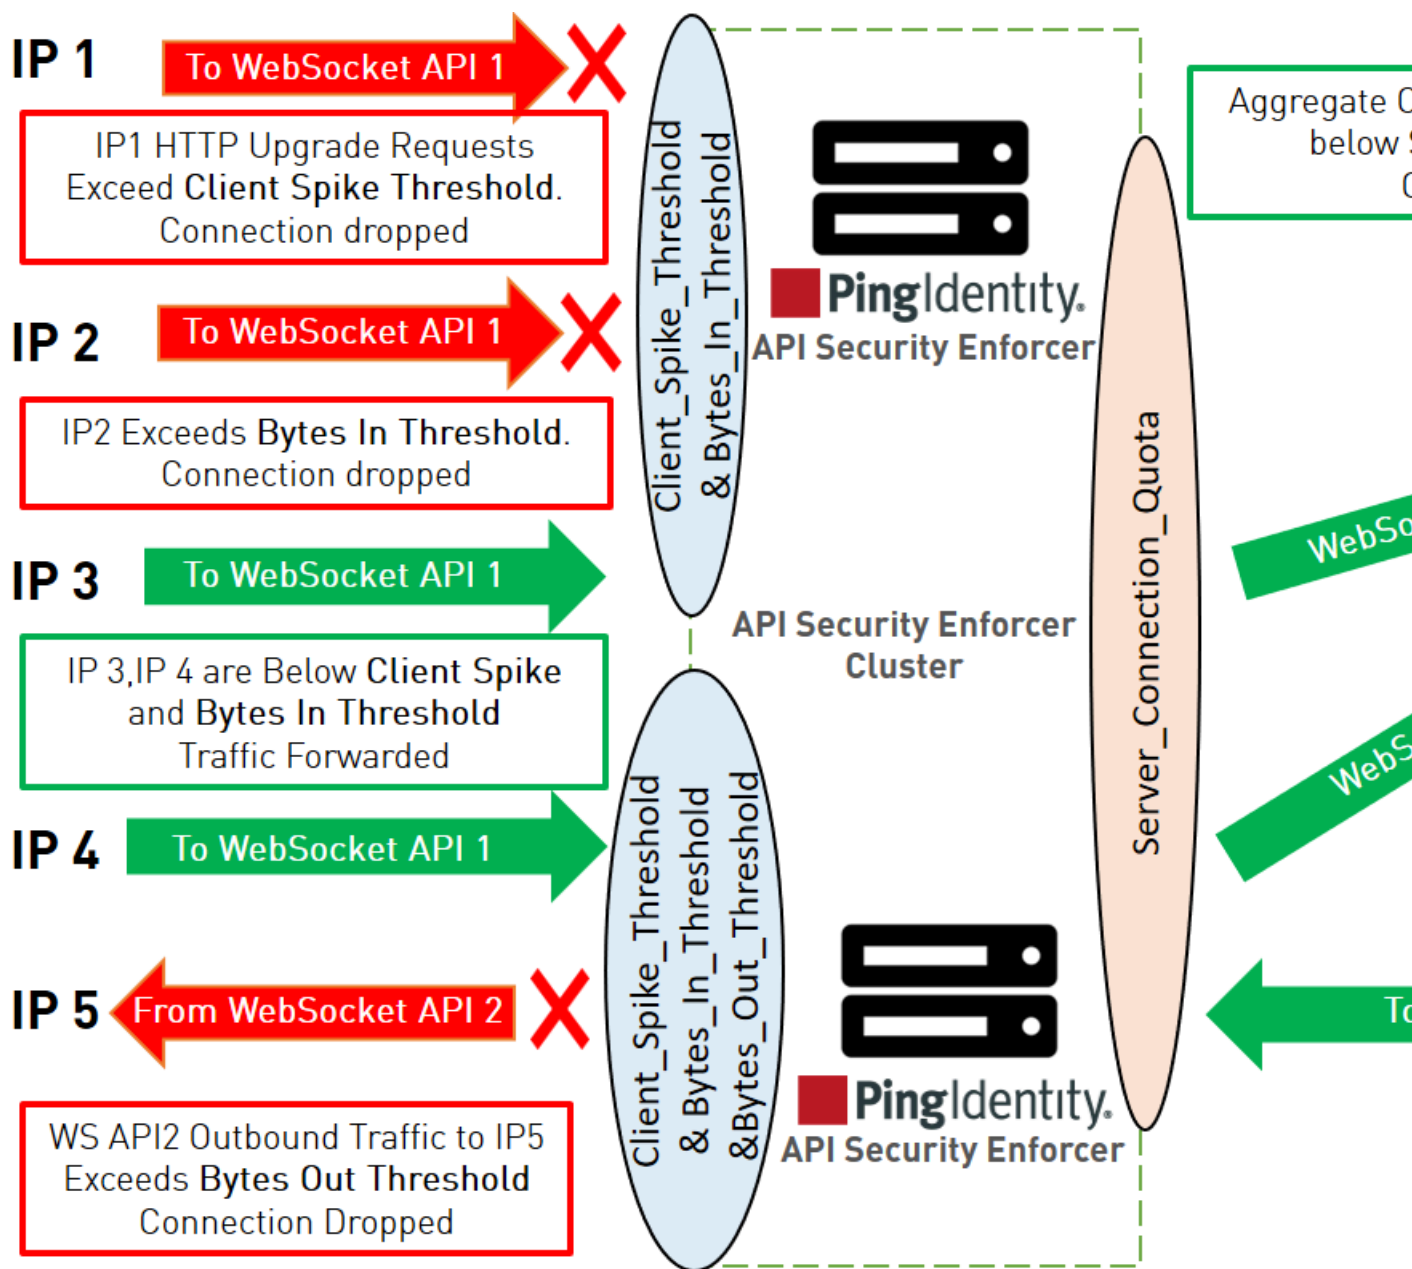 IP 1
To WebSocket API 1
IP1 HTTP Upgrade Requests
Exceed Client Spike Threshold.
Connection dropped
IP 2
To WebSocket API 1
IP2 Exceeds Bytes In Threshold.
Connection dropped
IP 3
To WebSocket API 1
IP 3,IP 4 are Below Client Spike
and Bytes In Threshold
Traffic Forwarded
IP 4
To WebSocket API 1
IP 5
From WebSocket API 2
WS API2 Outbound Traffic to IP5
Exceeds Bytes Out Threshold
Connection Dropped
Client_Spike_Threshold
& Bytes_In_Threshold
Client_Spike_Threshold
& Bytes_In_Threshold
&Bytes_Out_Threshold
PingIdentity®
API Security Enforcer
API Security Enforcer
Cluster
PingIdentity®
API Security Enforcer
Server_Connection_Quota
Aggregate
below
To